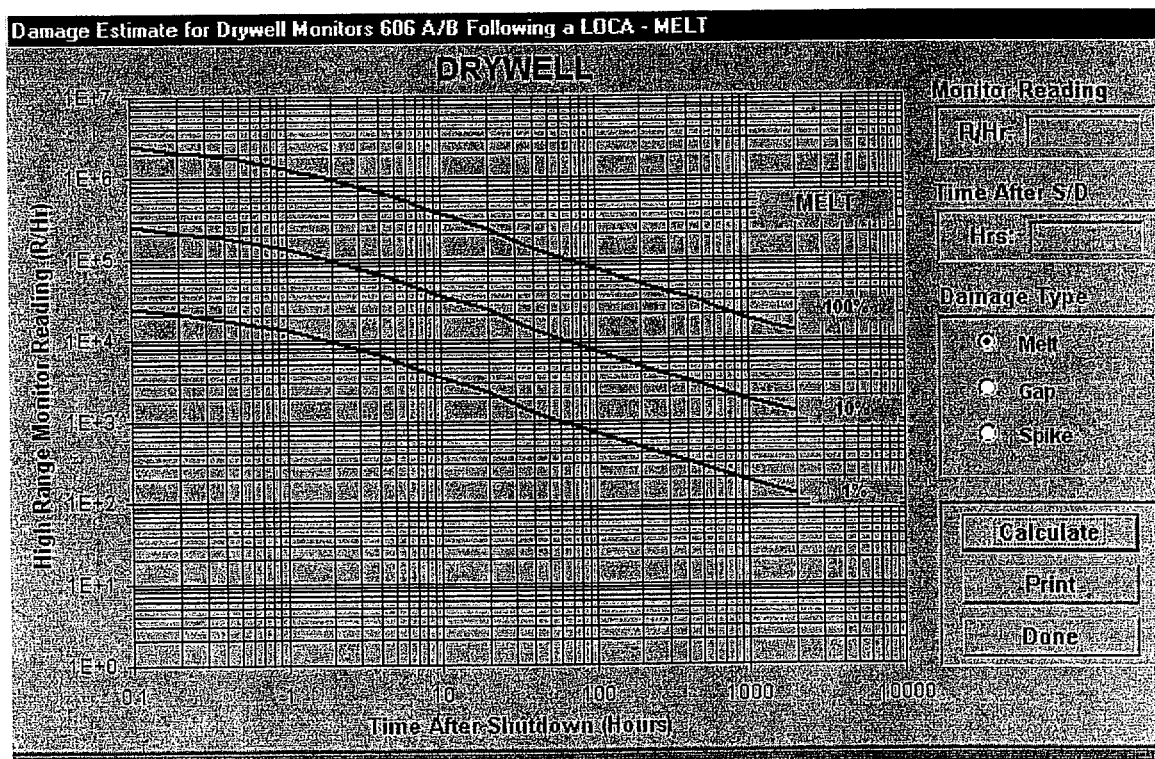 Damage Estimate for Drywell Monitors 606 A/B Following a LOCA - MELT
DRYWELL
High Range Monitor Reading (R/Hr)
1E+7
1E+6
1E+5
1E+4
1E+3
1E+2
1E+1
1E+0
MELT
100%
10%
1%
0.1
1
10
100
1000
10000
Time After Shutdown (Hours)
Monitor Reading
R/Hr:
Time After S/D
Hrs:
Damage Type
Melt
Gap
Spike
Calculate
Print
Done